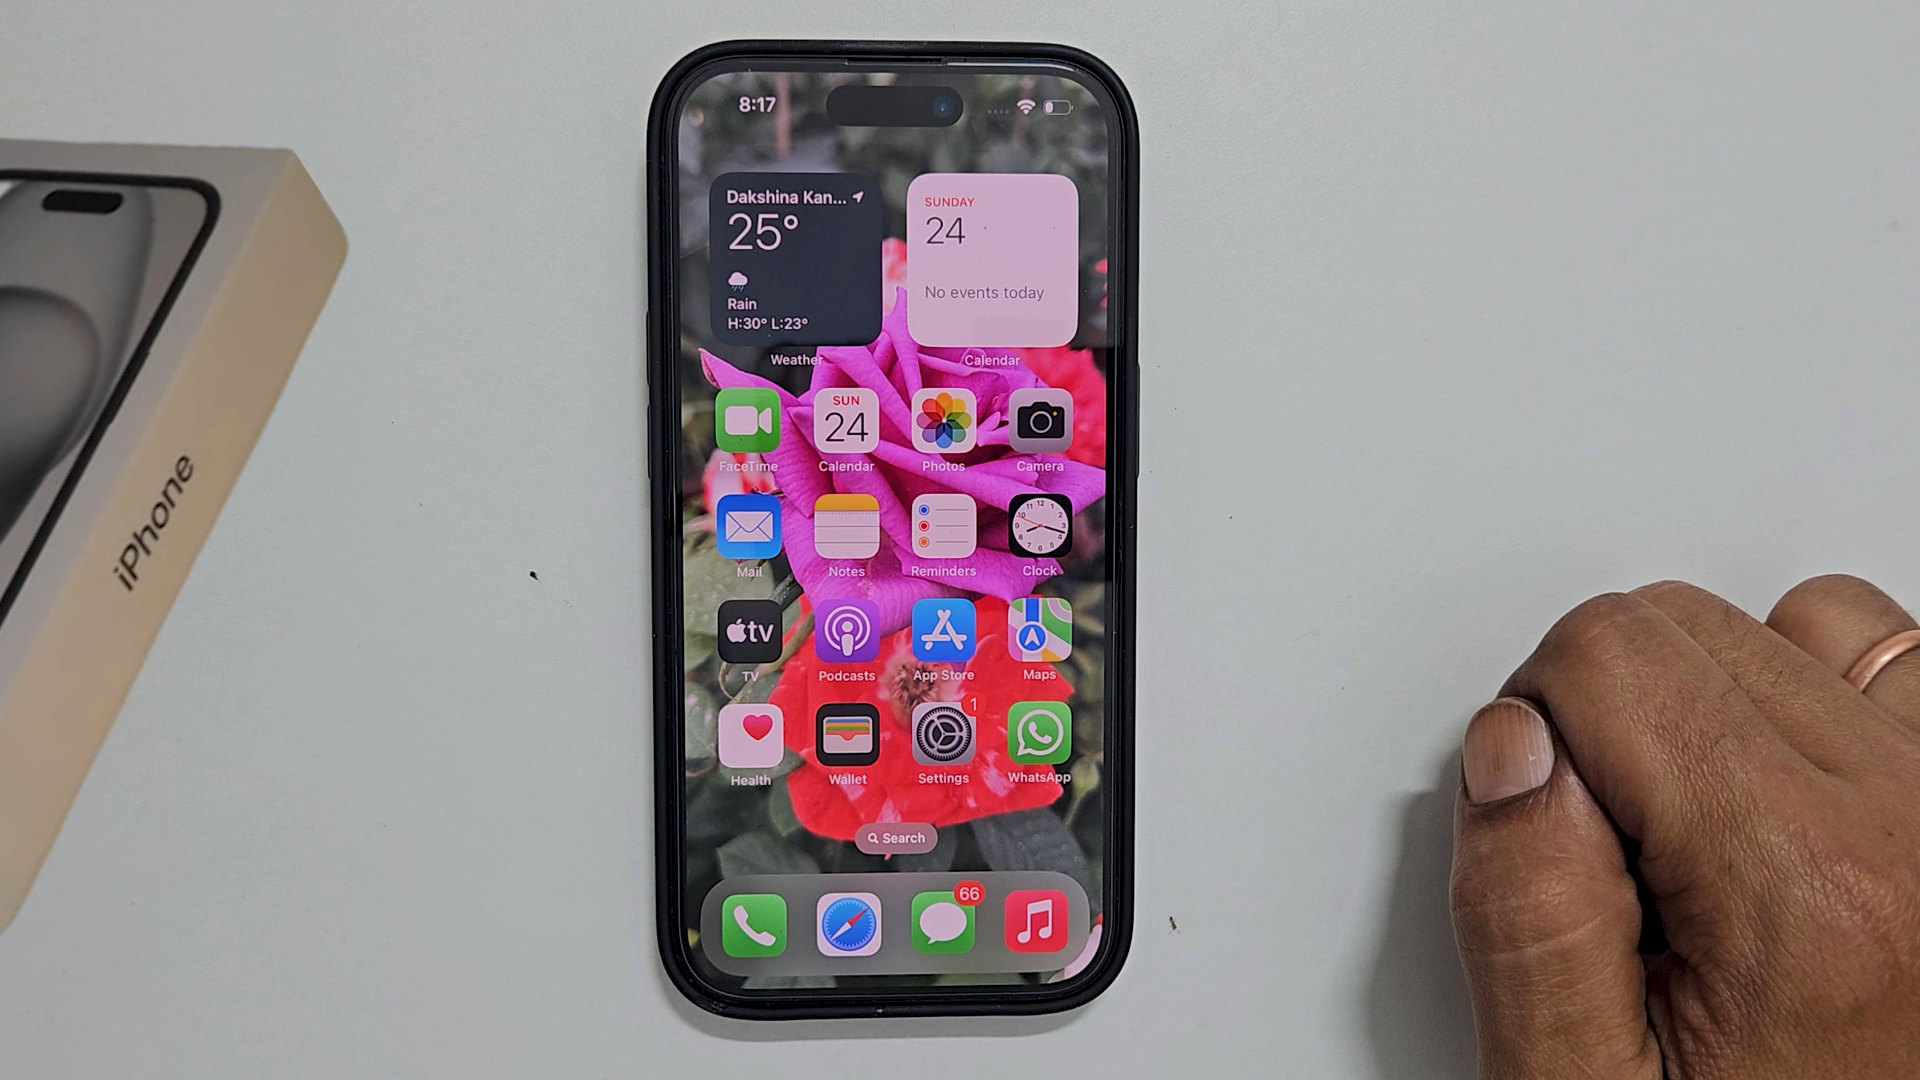 iPhone
8:17
Dakshina Kan...
25°
Rain
H:30° L:23°
Weather
SUNDAY
24
No events today
Calendar
FaceTime
SUN
24
Calendar
Photos
Camera
Mail
Notes
Reminders
Clock
tv
TV
Podcasts
App Store
Maps
Health
Wallet
1
Settings
WhatsApp
Search
66